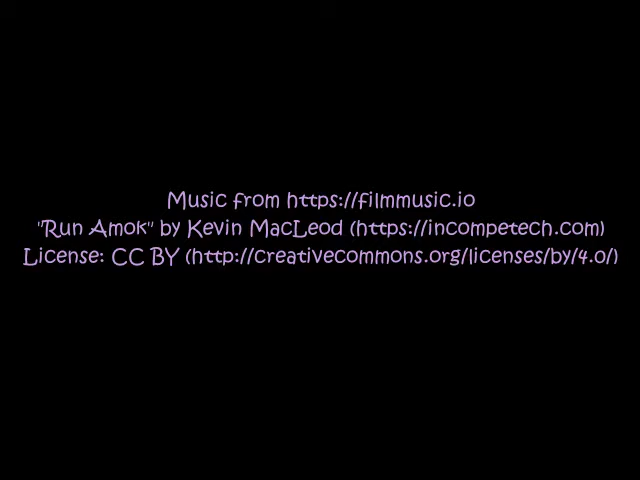 Music from https://filmmusic.io
"Run Amok" by Kevin MacLeod (https://incompetech.com)
License: CC BY (http://creativecommons.org/licenses/by/4.0/)